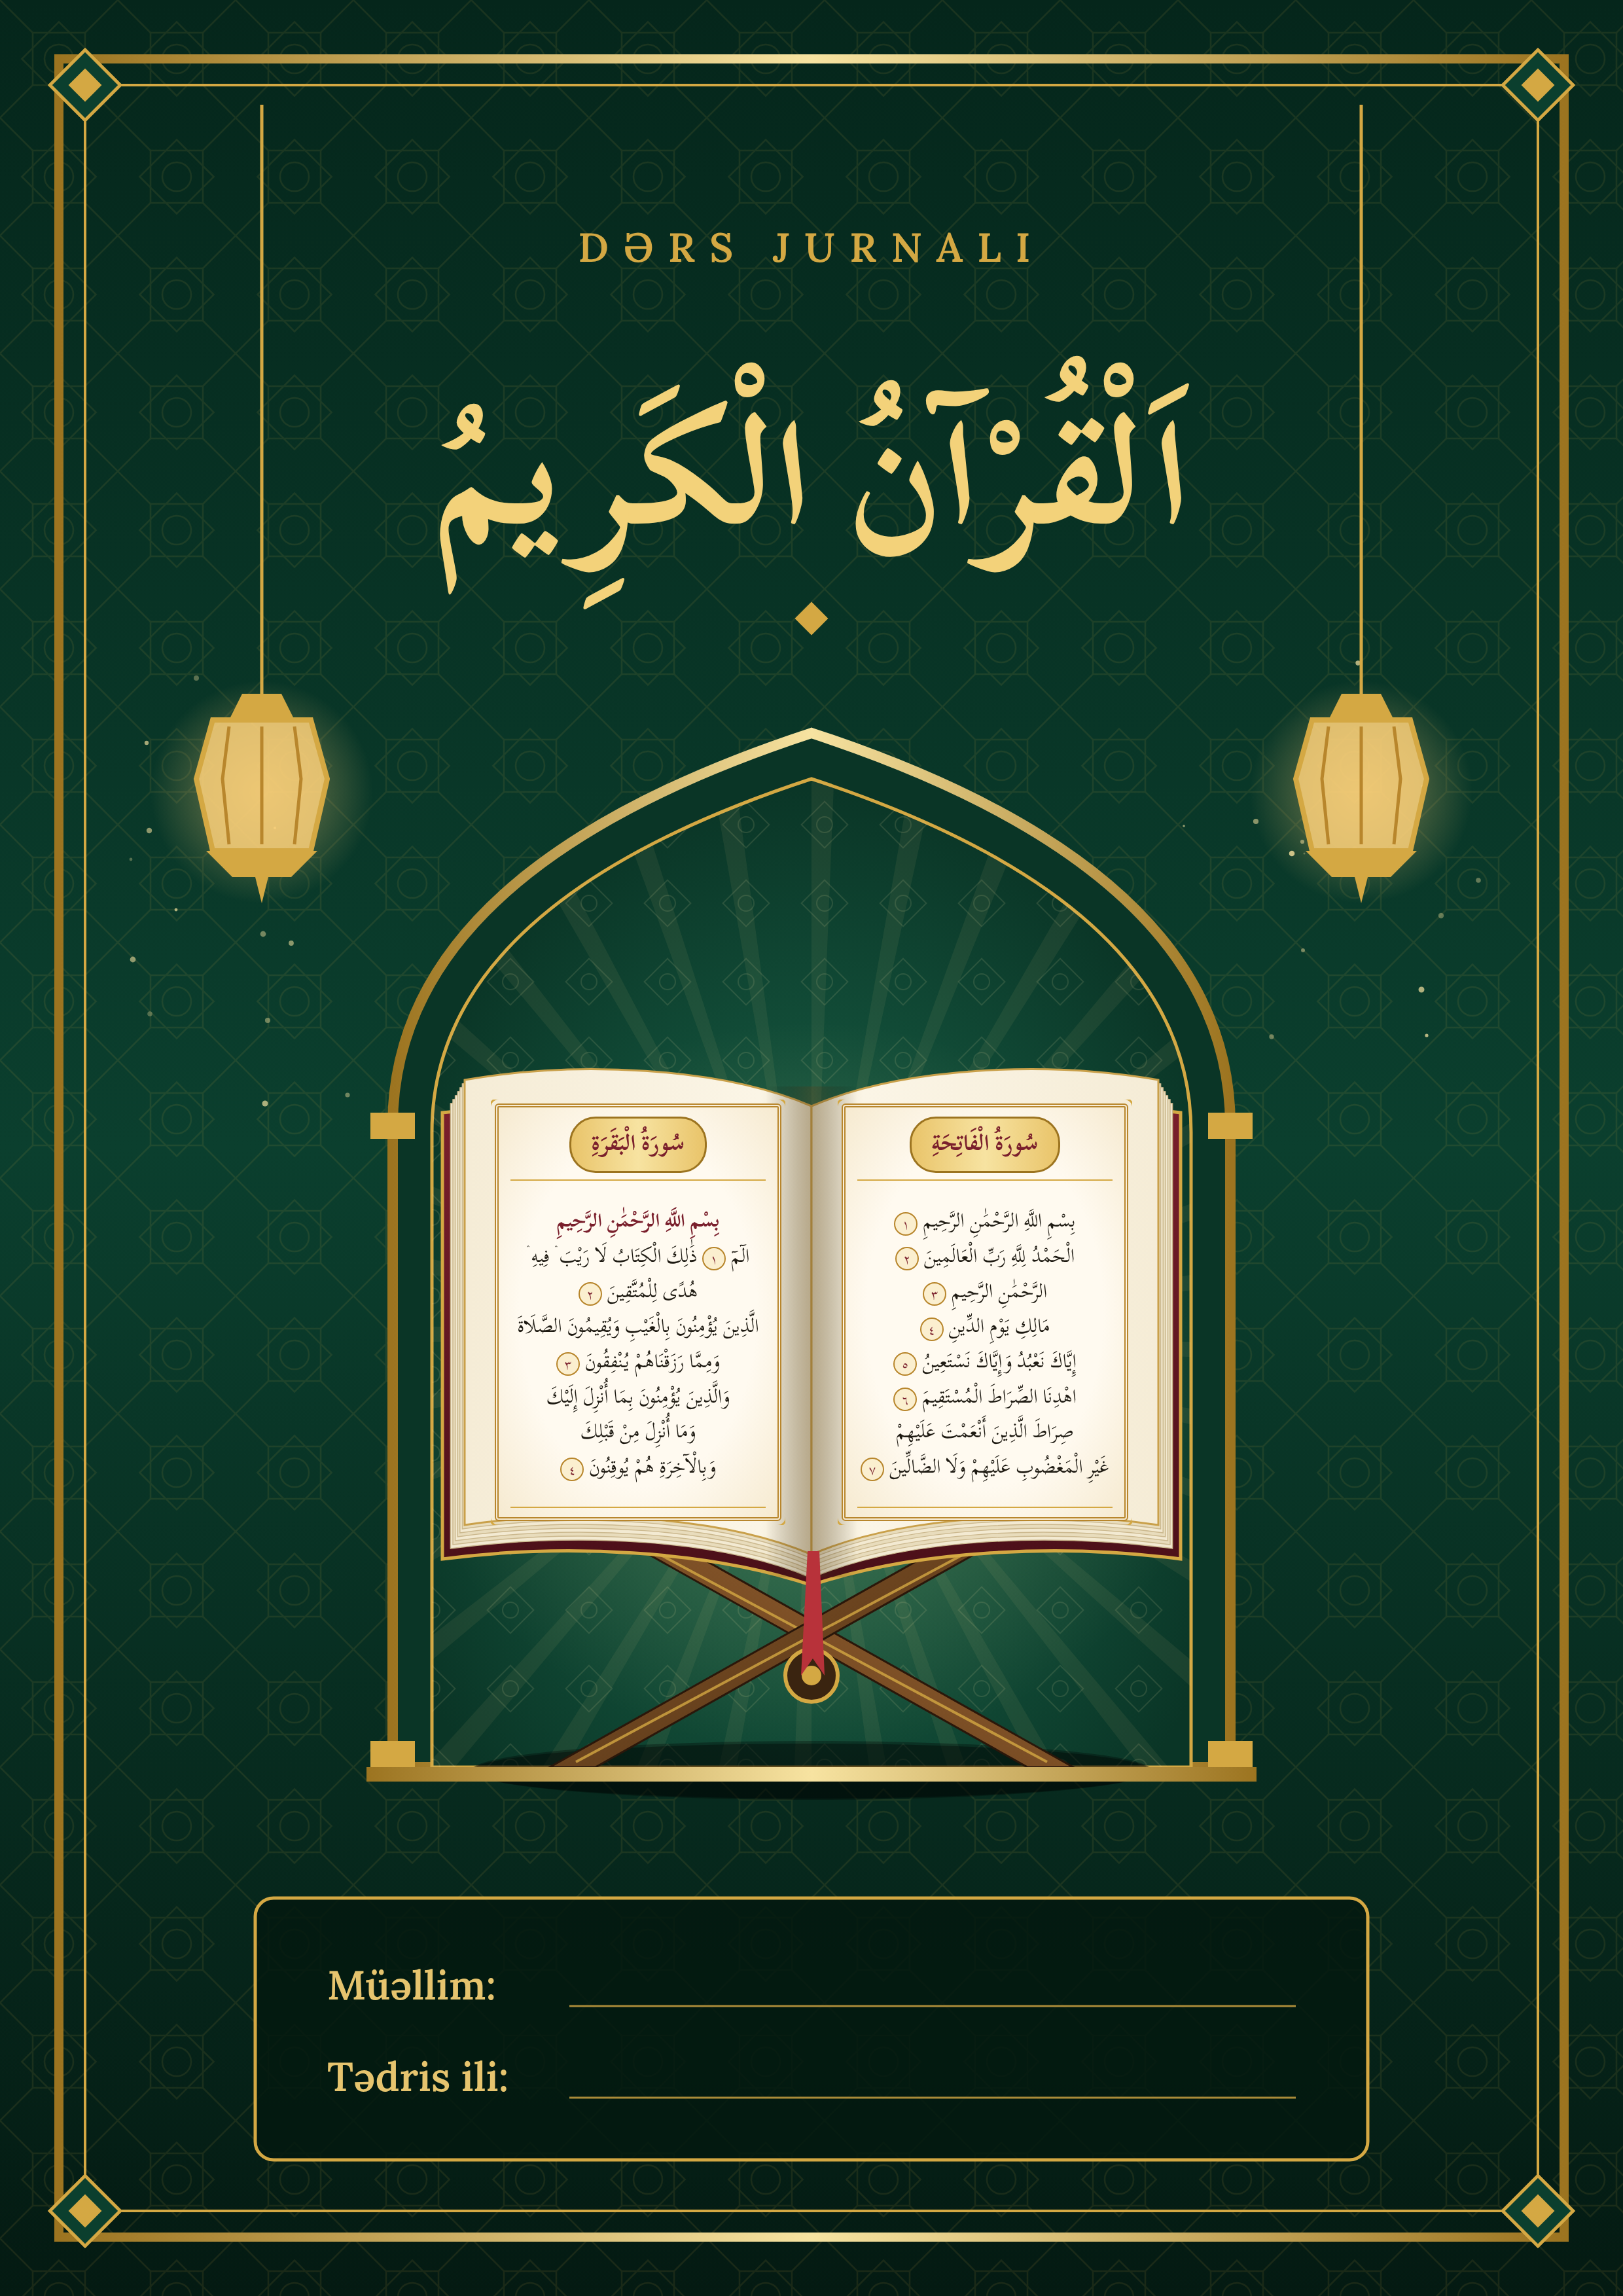 DƏRS JURNALI
اَلْقُرْآنُ الْكَرِيمُ
سُورَةُ الْفَاتِحَةِ
بِسْمِ اللَّهِ الرَّحْمَٰنِ الرَّحِيمِ ١
الْحَمْدُ لِلَّهِ رَبِّ الْعَالَمِينَ ٢
الرَّحْمَٰنِ الرَّحِيمِ ٣
مَالِكِ يَوْمِ الدِّينِ ٤
إِيَّاكَ نَعْبُدُ وَإِيَّاكَ نَسْتَعِينُ ٥
اهْدِنَا الصِّرَاطَ الْمُسْتَقِيمَ ٦
صِرَاطَ الَّذِينَ أَنْعَمْتَ عَلَيْهِمْ
غَيْرِ الْمَغْضُوبِ عَلَيْهِمْ وَلَا الضَّالِّينَ ٧
سُورَةُ الْبَقَرَةِ
بِسْمِ اللَّهِ الرَّحْمَٰنِ الرَّحِيمِ
الٓمٓ ١ ذَٰلِكَ الْكِتَابُ لَا رَيْبَ ۛ فِيهِ ۛ
هُدًى لِلْمُتَّقِينَ ٢
الَّذِينَ يُؤْمِنُونَ بِالْغَيْبِ وَيُقِيمُونَ الصَّلَاةَ
وَمِمَّا رَزَقْنَاهُمْ يُنْفِقُونَ ٣
وَالَّذِينَ يُؤْمِنُونَ بِمَا أُنْزِلَ إِلَيْكَ
وَمَا أُنْزِلَ مِنْ قَبْلِكَ
وَبِالْآخِرَةِ هُمْ يُوقِنُونَ ٤
Müəllim:
Tədris ili: